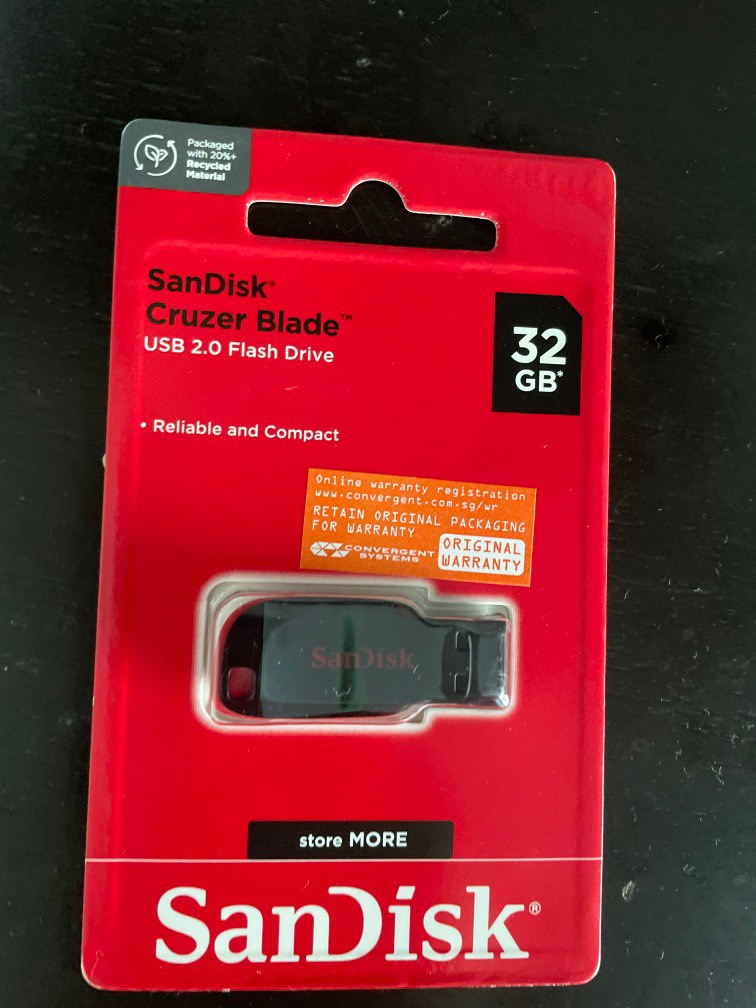 Packaged
with 20%+
Recycled
Material
SanDisk®
Cruzer Blade™
USB 2.0 Flash Drive
32
GB*
• Reliable and Compact
Online warranty registration
www.convergent.com.sg/wr
RETAIN ORIGINAL PACKAGING
FOR WARRANTY
CONVERGENT
SYSTEMS
ORIGINAL
WARRANTY
SanDisk
store MORE
SanDisk®